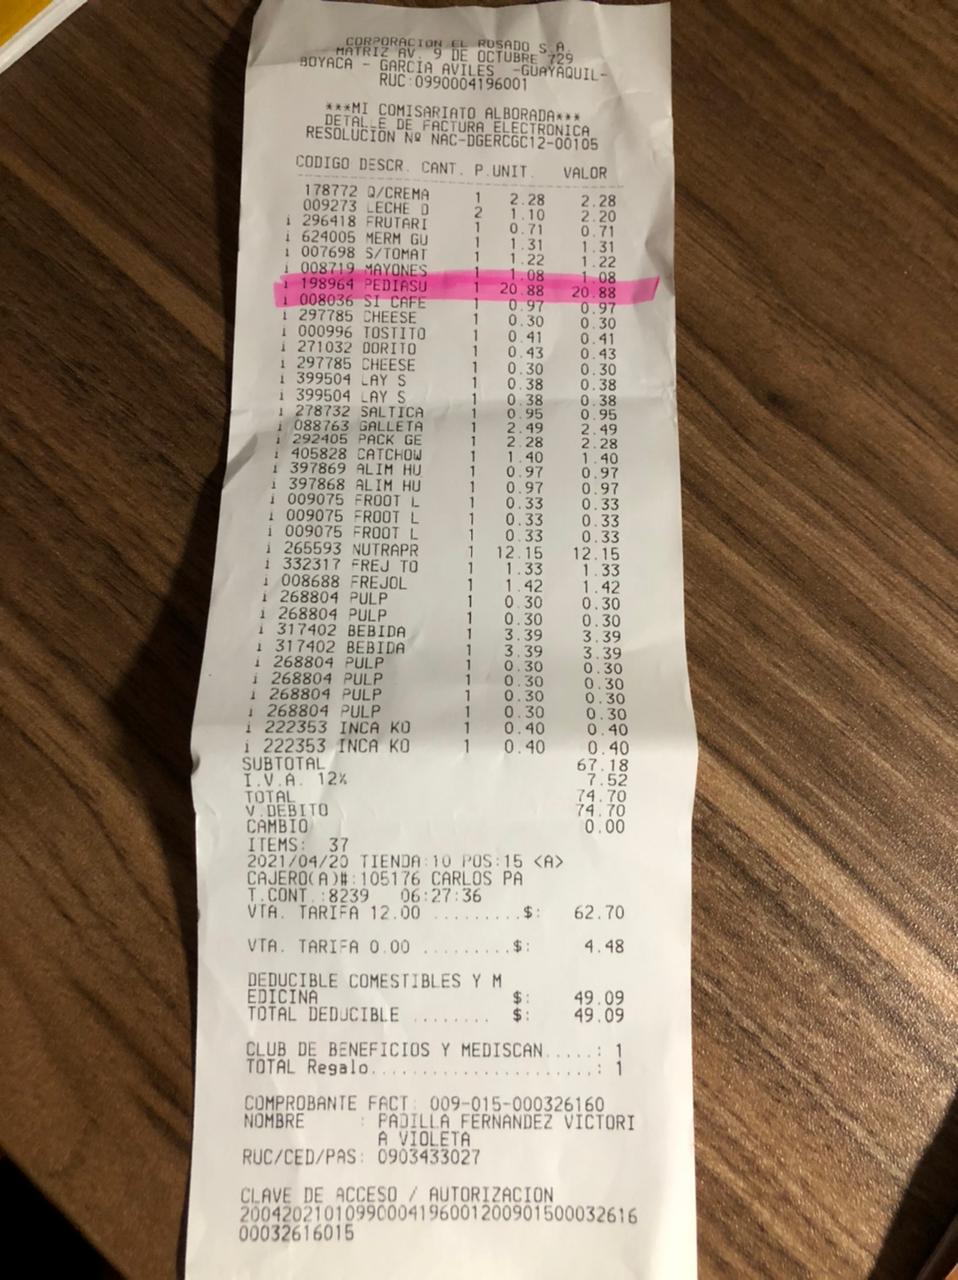 CORPORACION EL ROSADO S.A.
MATRIZ AV. 9 DE OCTUBRE 729
BOYACA - GARCIA AVILES -GUAYAQUIL-
RUC:0990004196001
***MI COMISARIATO ALBORADA***
DETALLE DE FACTURA ELECTRONICA
RESOLUCION Nº NAC-DGERCGC12-00105
CODIGO DESCR. CANT. P.UNIT. VALOR
178772 Q/CREMA 1 2.28 2.28
009273 LECHE D 2 1.10 2.20
i 296418 FRUTARI 1 0.71 0.71
i 624005 MERM GU 1 1.31 1.31
i 007698 S/TOMAT 1 1.22 1.22
i 008719 MAYONES 1 1.08 1.08
i 198964 PEDIASU 1 20.88 20.88
i 008036 SI CAFE 1 0.97 0.97
i 297785 CHEESE 1 0.30 0.30
i 000996 TOSTITO 1 0.41 0.41
i 271032 DORITO 1 0.43 0.43
i 297785 CHEESE 1 0.30 0.30
i 399504 LAY S 1 0.38 0.38
i 399504 LAY S 1 0.38 0.38
i 278732 SALTICA 1 0.95 0.95
i 088763 GALLETA 1 2.49 2.49
i 292405 PACK GE 1 2.28 2.28
i 405828 CATCHOW 1 1.40 1.40
i 397869 ALIM HU 1 0.97 0.97
i 397868 ALIM HU 1 0.97 0.97
i 009075 FROOT L 1 0.33 0.33
i 009075 FROOT L 1 0.33 0.33
i 009075 FROOT L 1 0.33 0.33
i 265593 NUTRAPR 1 12.15 12.15
i 332317 FREJ TO 1 1.33 1.33
i 008688 FREJOL 1 1.42 1.42
i 268804 PULP 1 0.30 0.30
i 268804 PULP 1 0.30 0.30
i 317402 BEBIDA 1 3.39 3.39
i 317402 BEBIDA 1 3.39 3.39
i 268804 PULP 1 0.30 0.30
i 268804 PULP 1 0.30 0.30
i 268804 PULP 1 0.30 0.30
i 268804 PULP 1 0.30 0.30
i 222353 INCA KO 1 0.40 0.40
i 222353 INCA KO 1 0.40 0.40
SUBTOTAL 67.18
I.V.A. 12% 7.52
TOTAL 74.70
V.DEBITO 74.70
CAMBIO 0.00
ITEMS: 37
2021/04/20 TIENDA:10 POS:15 <A>
CAJERO(A)#:105176 CARLOS PA
T.CONT.:8239 06:27:36
VTA. TARIFA 12.00 .........$: 62.70
VTA. TARIFA 0.00 .........$: 4.48
DEDUCIBLE COMESTIBLES Y M
EDICINA $: 49.09
TOTAL DEDUCIBLE ........ $: 49.09
CLUB DE BENEFICIOS Y MEDISCAN.....: 1
TOTAL Regalo......................: 1
COMPROBANTE FACT: 009-015-000326160
NOMBRE : PADILLA FERNANDEZ VICTORI
A VIOLETA
RUC/CED/PAS: 0903433027
CLAVE DE ACCESO / AUTORIZACION
2004202101099000419600120090150003​2616
00032616015